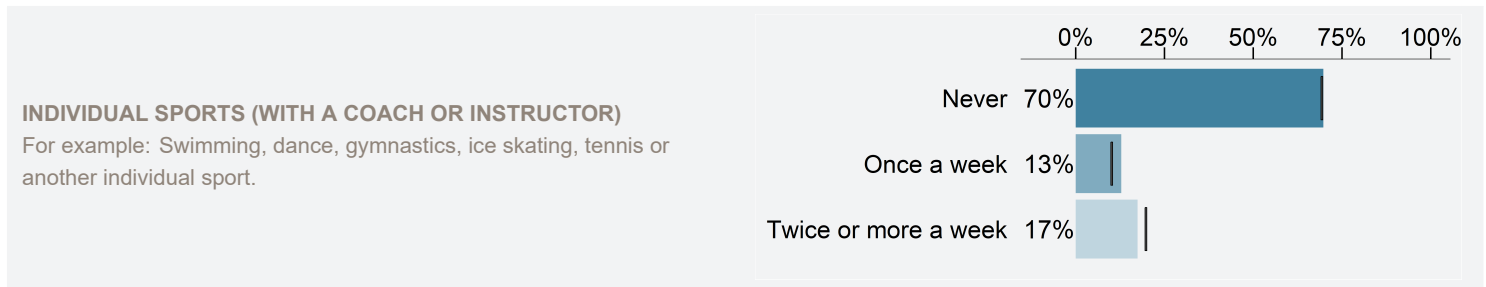 INDIVIDUAL SPORTS (WITH A COACH OR INSTRUCTOR)
For example: Swimming, dance, gymnastics, ice skating, tennis or
another individual sport.
0% 25% 50% 75% 100%
Never 70%
Once a week 13%
Twice or more a week 17%